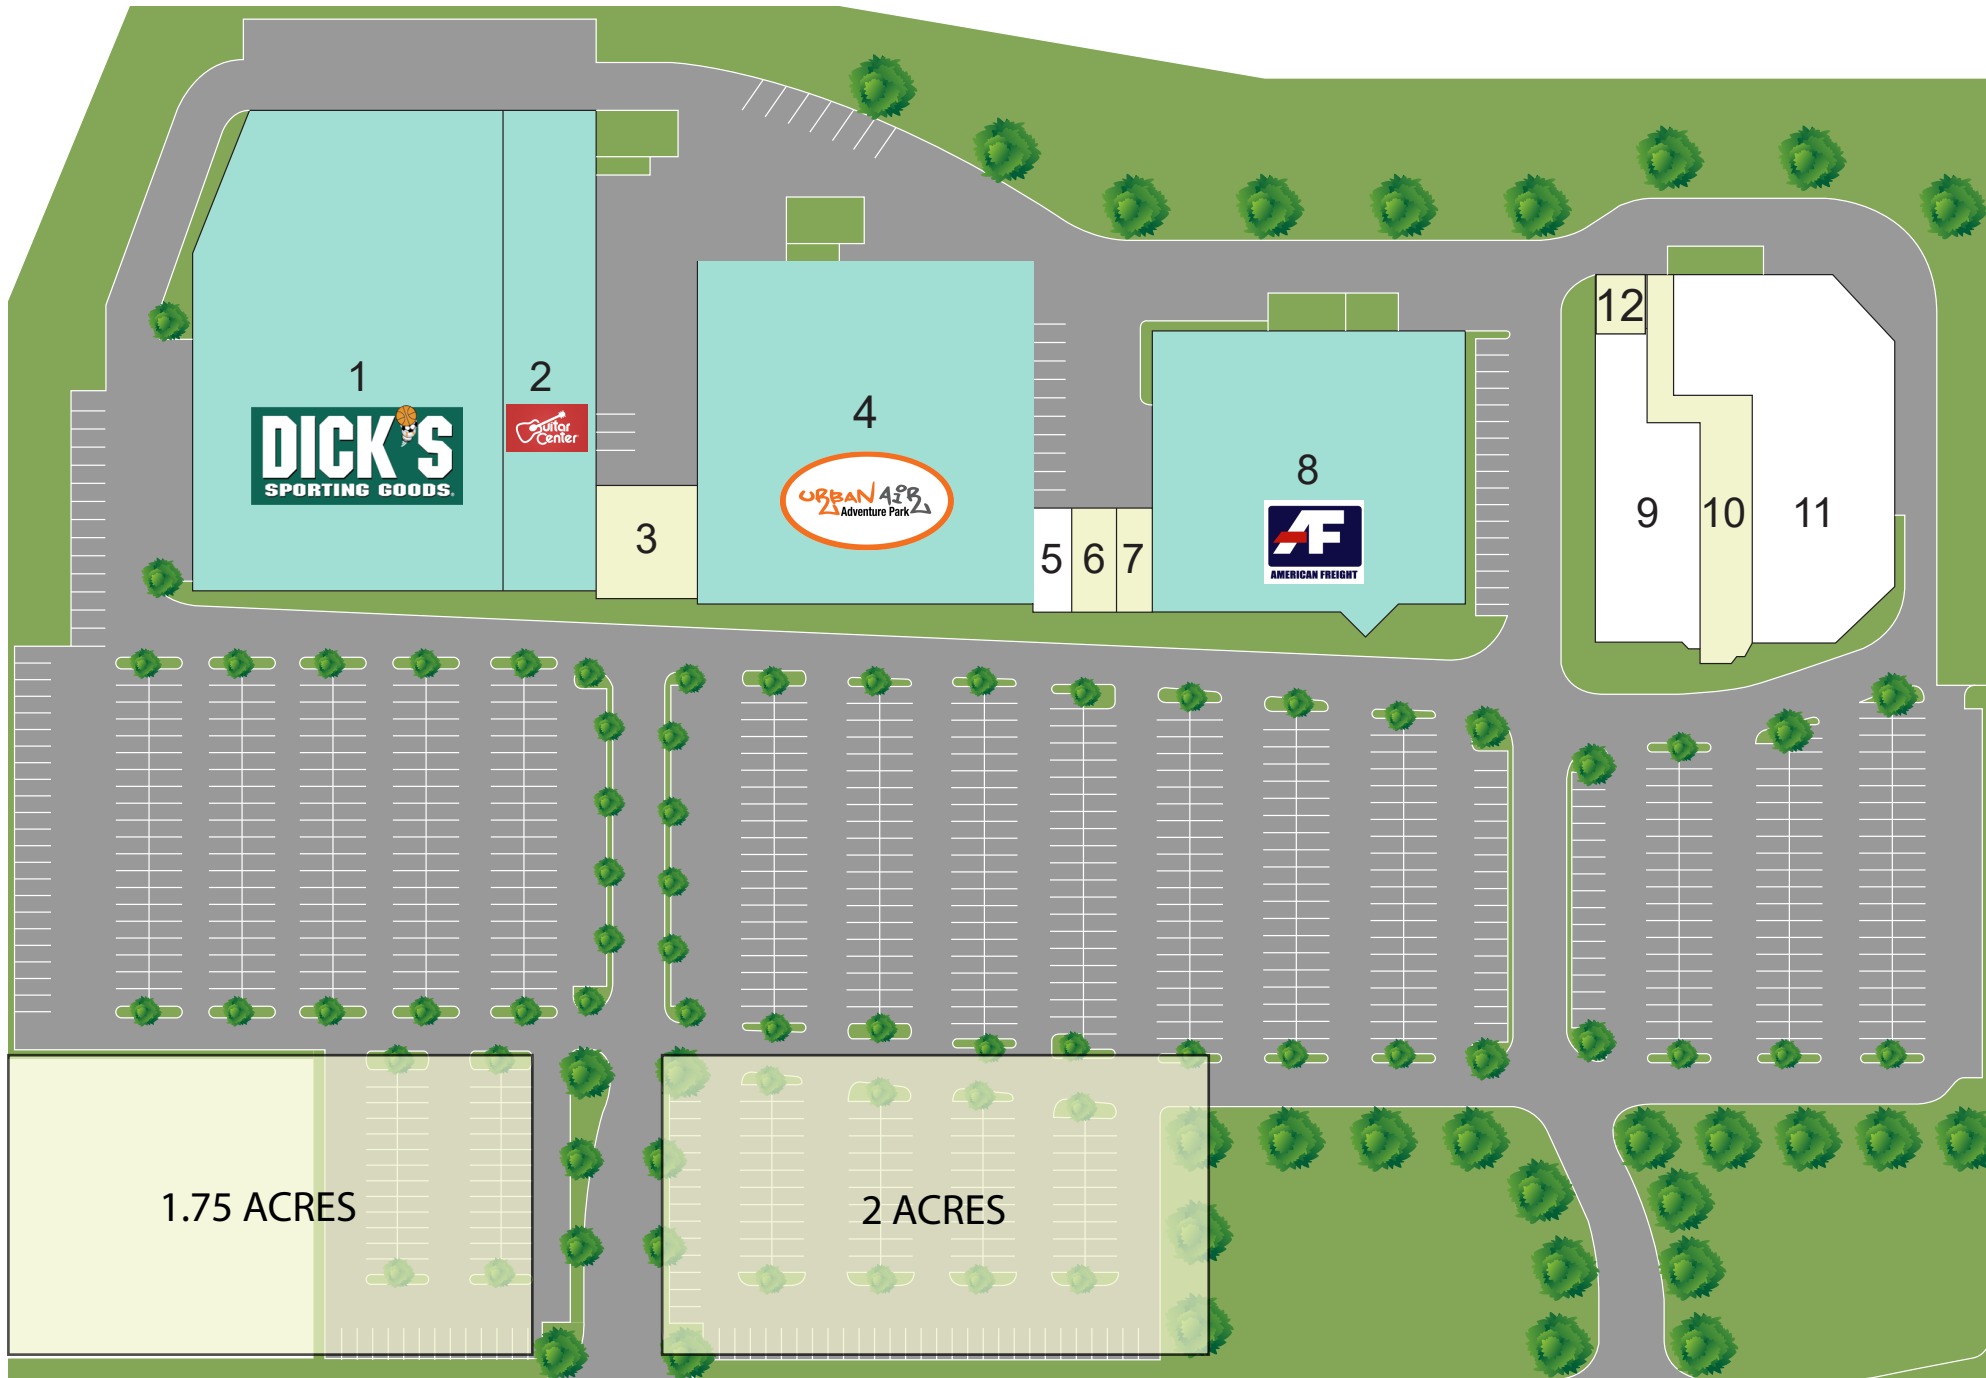 1
DICK'S
SPORTING GOODS.
2
Guitar
Center
3
4
URBAN AIR
Adventure Park
5
6
7
8
AF
AMERICAN FREIGHT
9
10
11
12
1.75 ACRES
2 ACRES